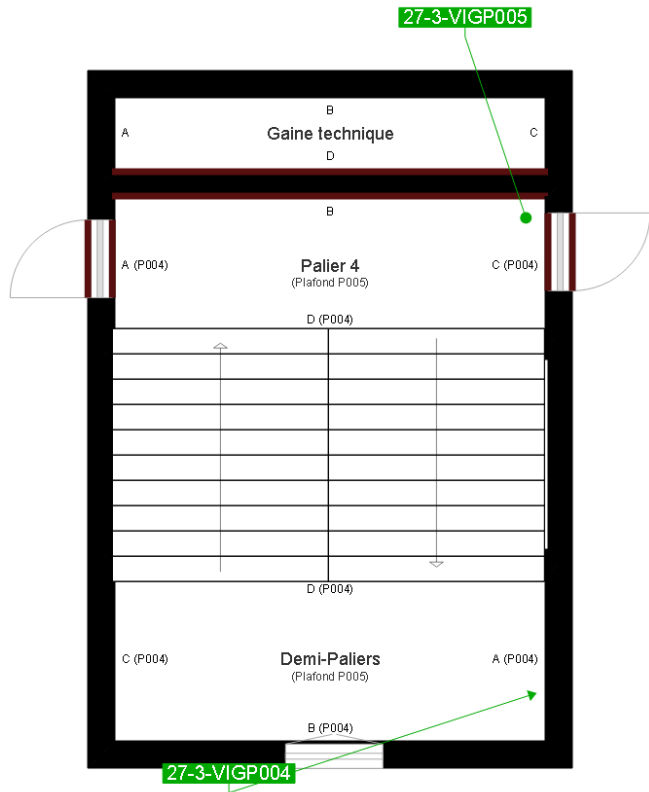 27-3-VIGP005
B
A
Gaine technique
C
D
B
A (P004)
Palier 4
C (P004)
(Plafond P005)
D (P004)
D (P004)
C (P004)
Demi-Paliers
A (P004)
(Plafond P005)
B (P004)
27-3-VIGP004